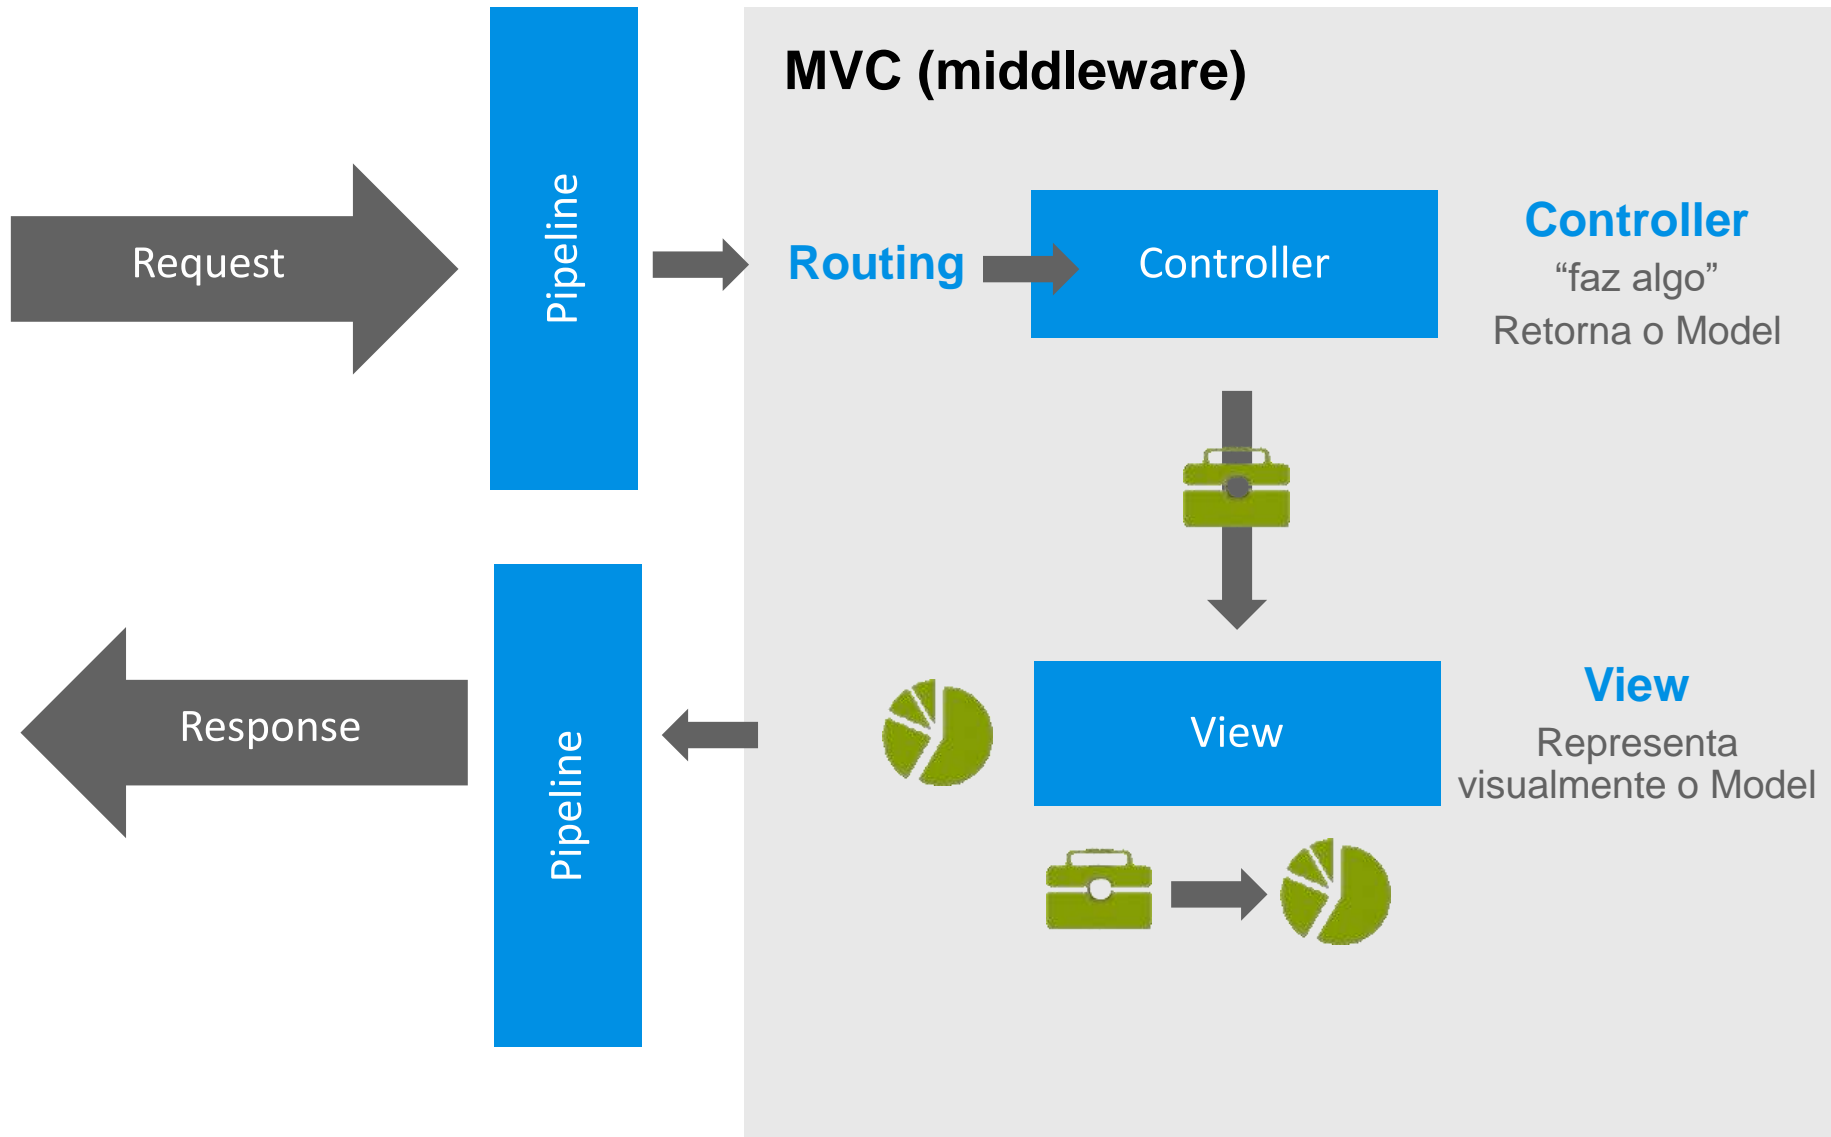 MVC (middleware)
Request
Pipeline
Routing
Controller
Controller
“faz algo”
Retorna o Model
Response
Pipeline
View
View
Representa
visualmente o Model